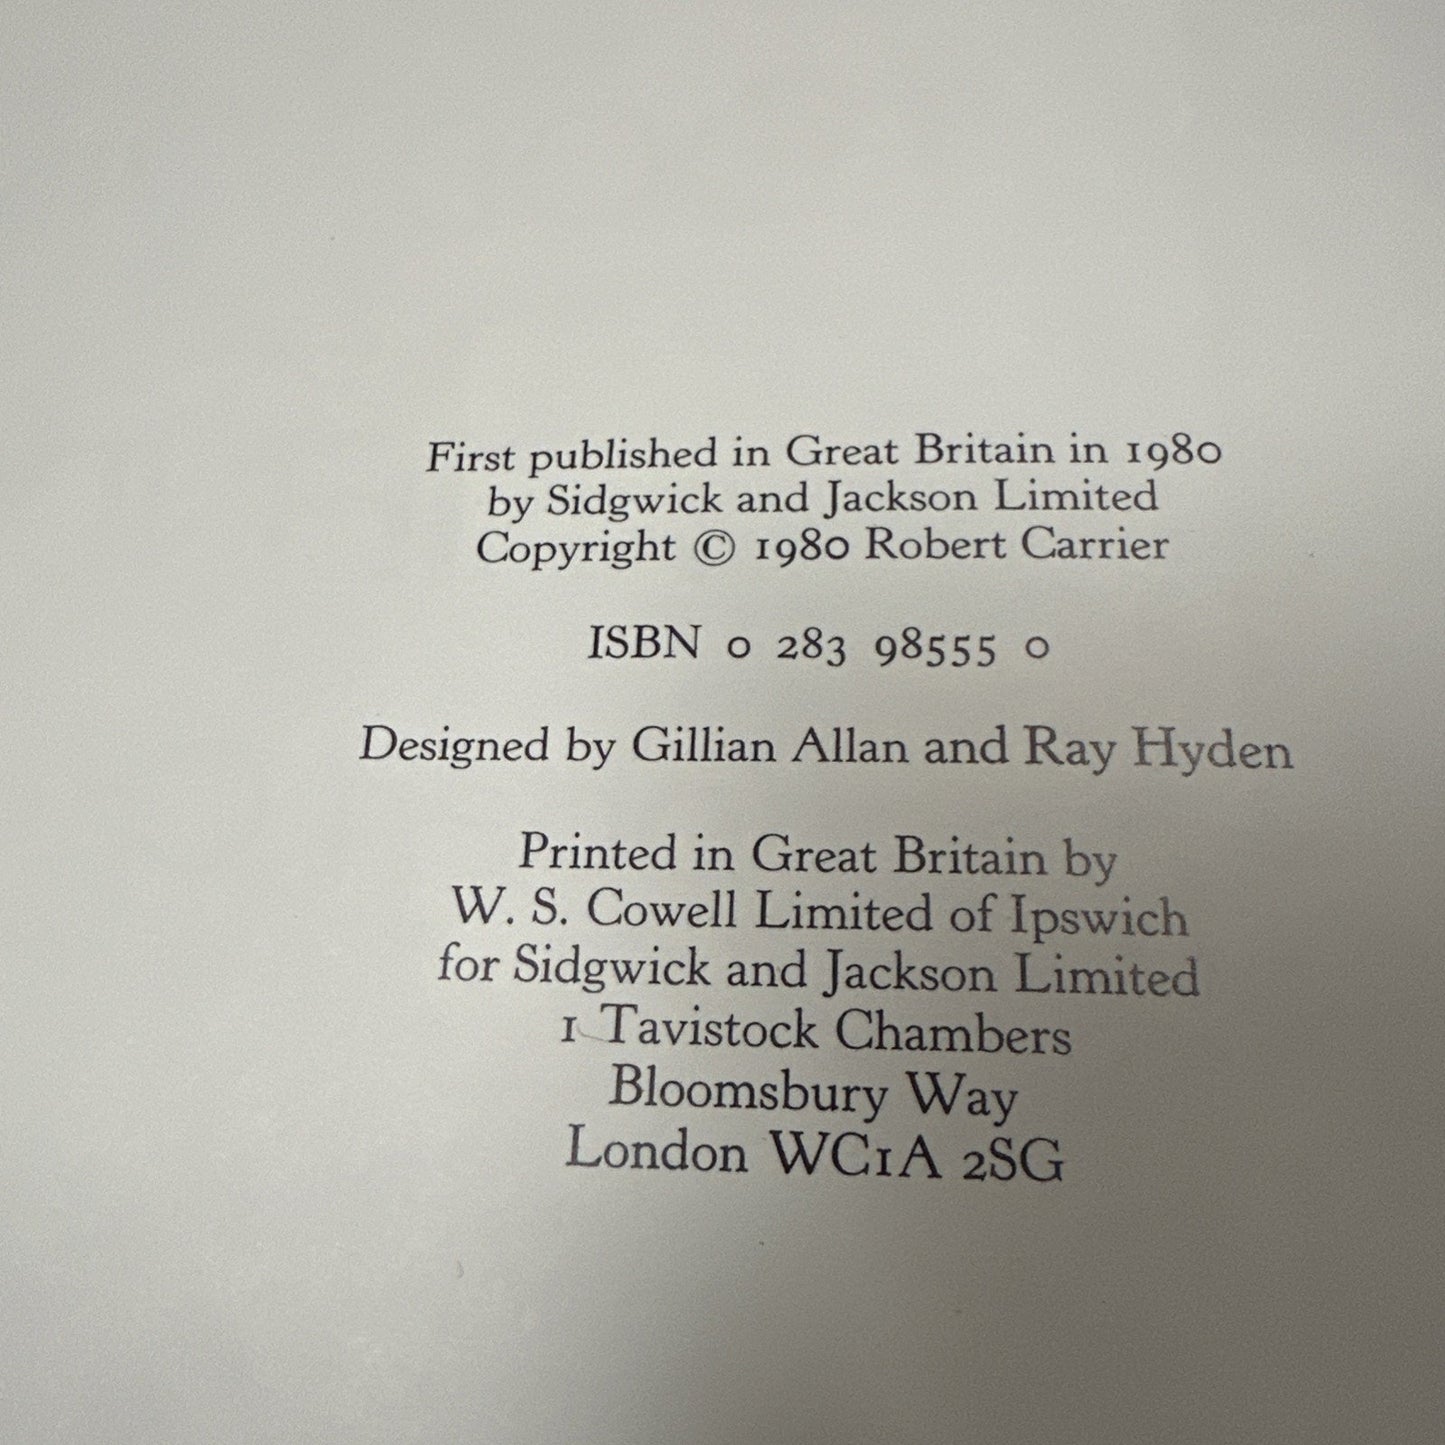 First published in Great Britain in 1980
by Sidgwick and Jackson Limited
Copyright © 1980 Robert Carrier
ISBN 0 283 98555 0
Designed by Gillian Allan and Ray Hyden
Printed in Great Britain by
W. S. Cowell Limited of Ipswich
for Sidgwick and Jackson Limited
1 Tavistock Chambers
Bloomsbury Way
London WC1A 2SG